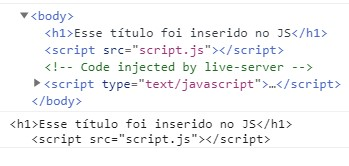 ▼<body>
<h1>Esse título foi inserido no JS</h1>
<script src="script.js"></script>
<!-- Code injected by live-server -->
▶<script type="text/javascript">…</script>
</body>
<h1>Esse título foi inserido no JS</h1>
<script src="script.js"></script>